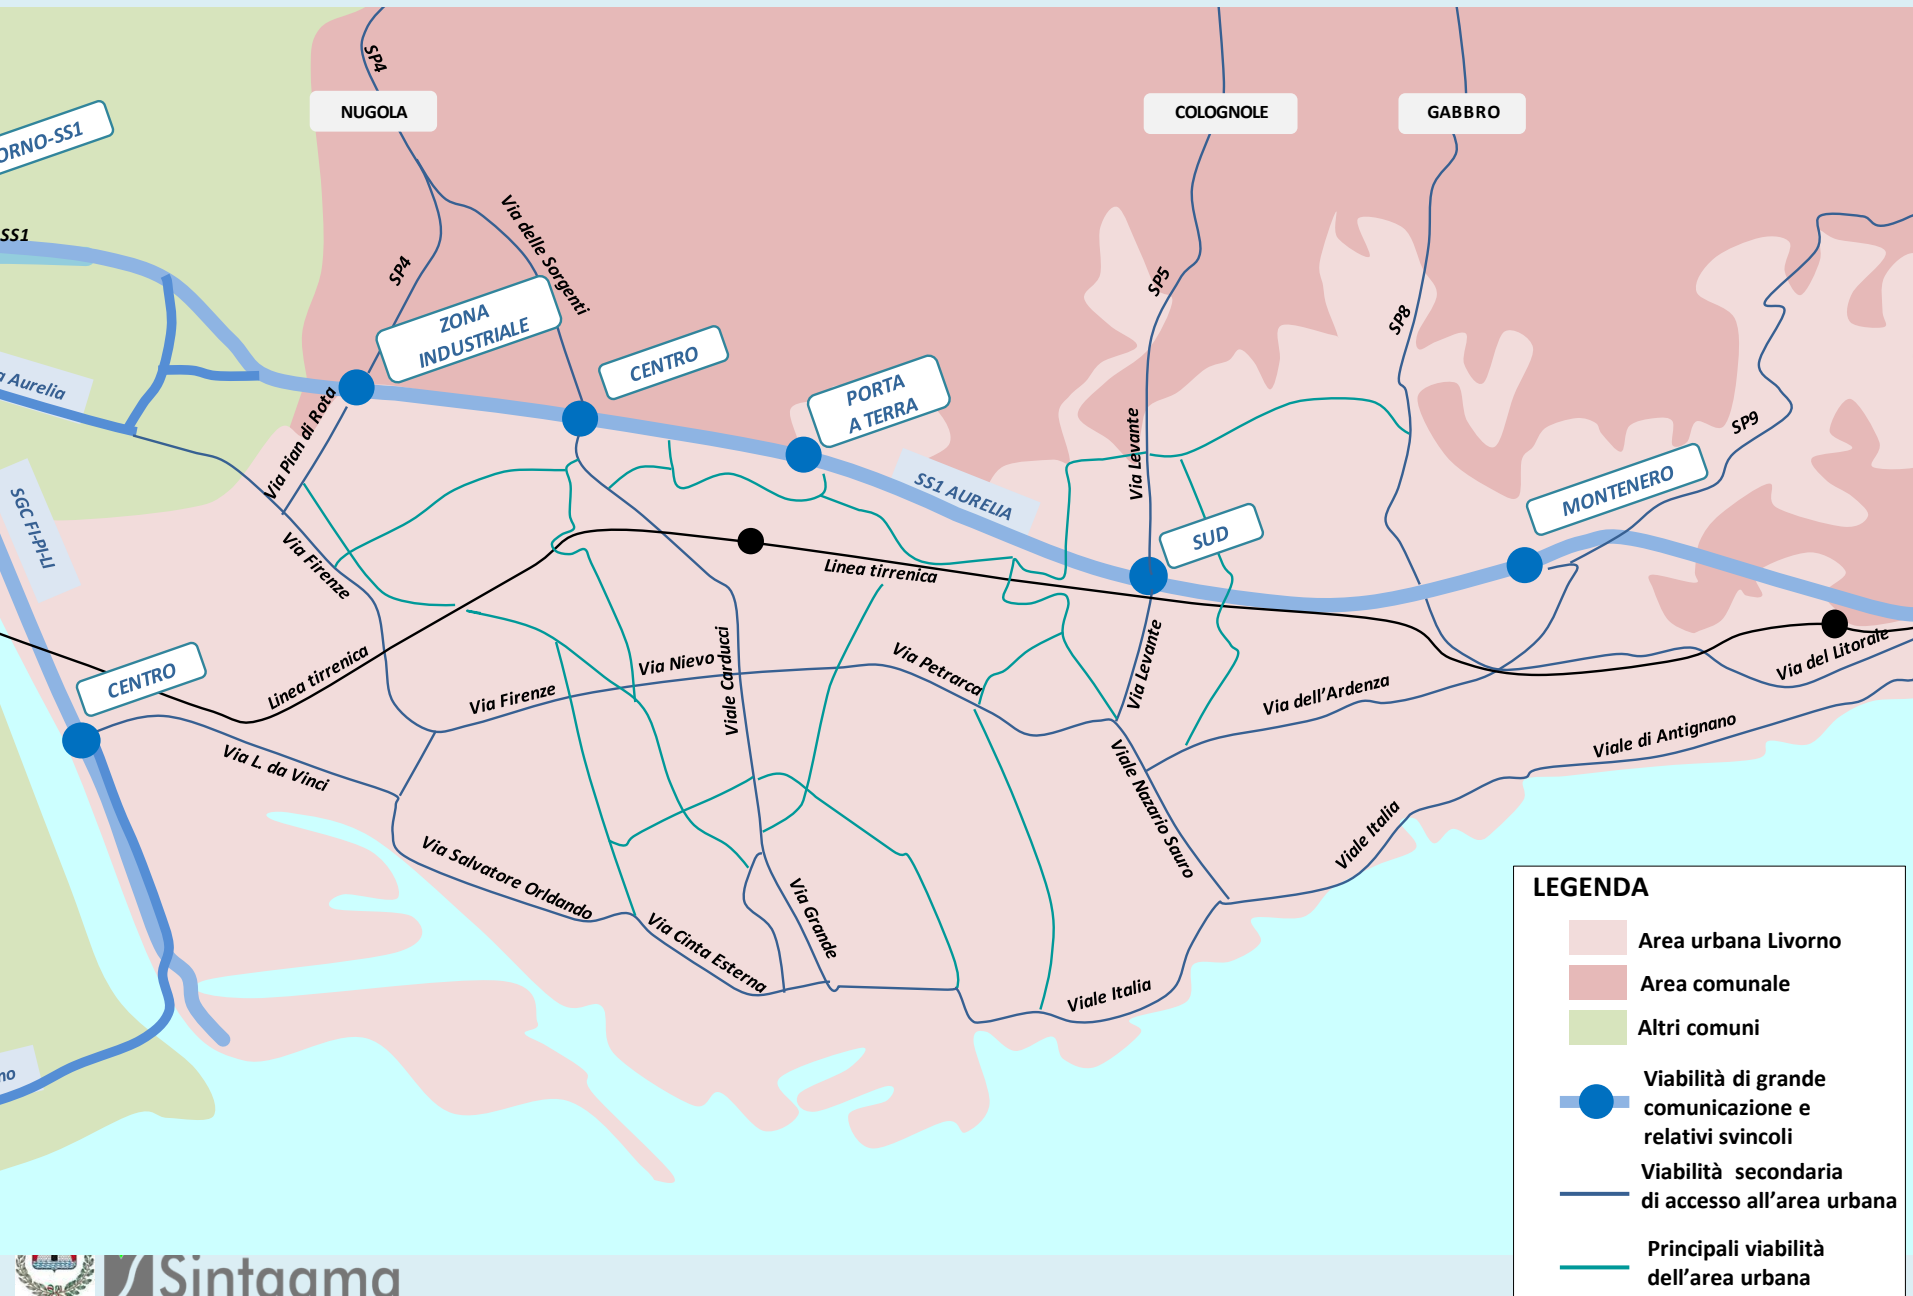 SP4
NUGOLA
COLOGNOLE
GABBRO
ORNO-SS1
SS1
Via delle Sorgenti
SP4
SP5
SP8
SP9
ZONA
INDUSTRIALE
CENTRO
PORTA
A TERRA
a Aurelia
Via Pian di Rota
SS1 AURELIA
Via Levante
MONTENERO
SUD
SGC FI-PI-LI
Via Firenze
Linea tirrenica
CENTRO
Linea tirrenica
Via Firenze
Via Nievo
Viale Carducci
Via Petrarca
Via Levante
Via dell’Ardenza
Via del Litorale
Viale di Antignano
Via L. da Vinci
Viale Nazario Sauro
Viale Italia
Via Salvatore Orldando
Via Cinta Esterna
Via Grande
Viale Italia
no
LEGENDA
Area urbana Livorno
Area comunale
Altri comuni
Viabilità di grande
comunicazione e
relativi svincoli
Viabilità secondaria
di accesso all’area urbana
Principali viabilità
dell’area urbana
Sintagma